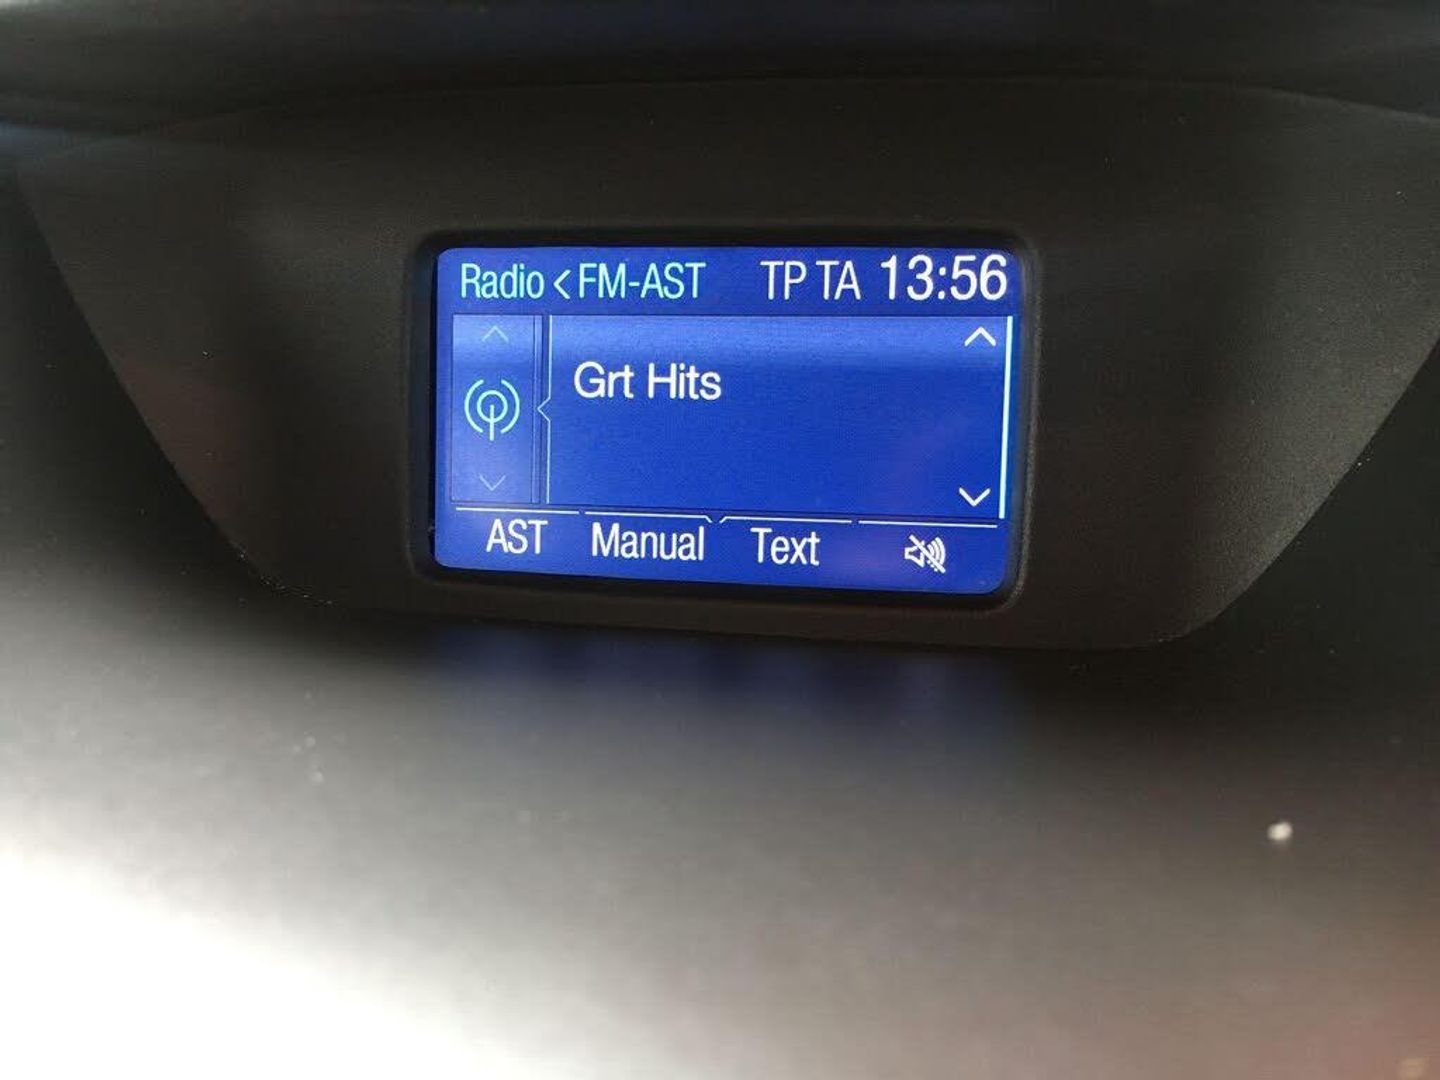 Radio < FM-AST TP TA 13:56
Grt Hits
AST Manual Text